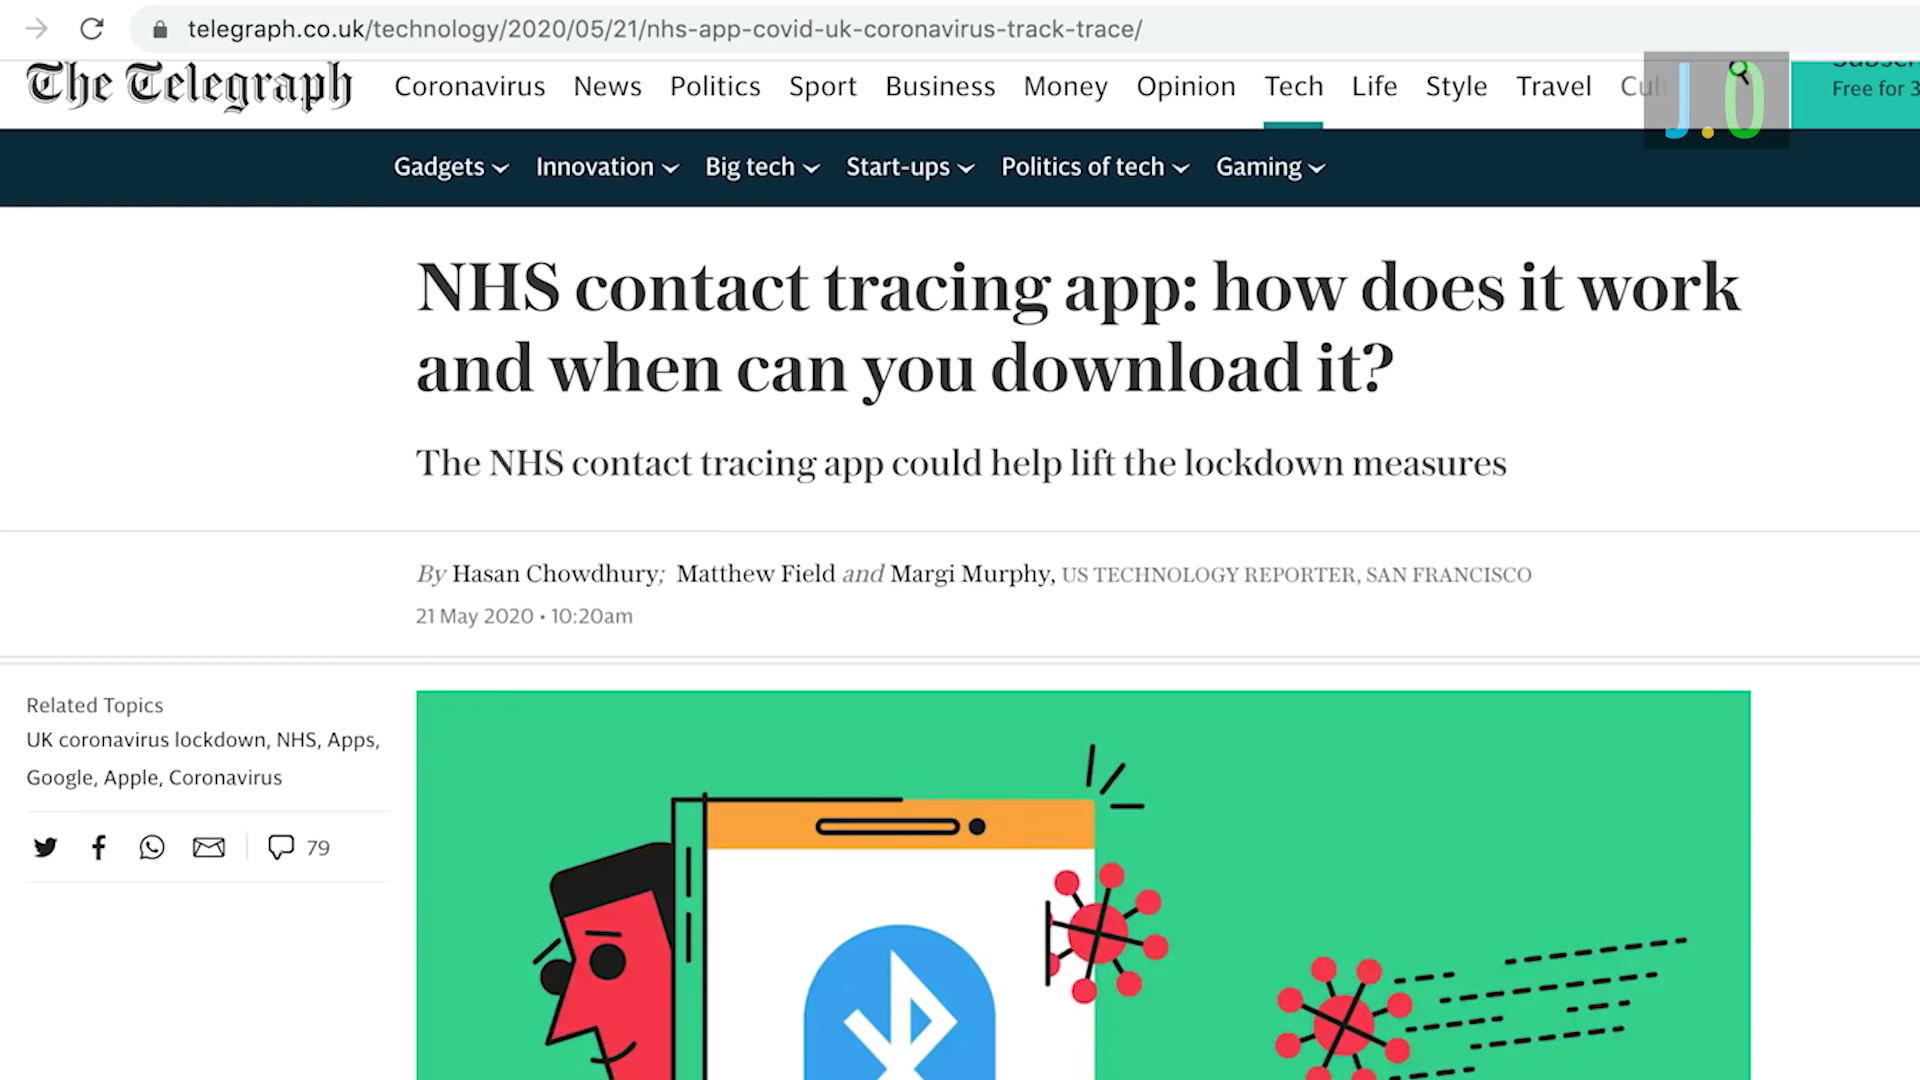 telegraph.co.uk/technology/2020/05/21/nhs-app-covid-uk-coronavirus-track-trace/
The Telegraph
Coronavirus News Politics Sport Business Money Opinion Tech Life Style Travel
J.O
Free for 3
Gadgets Innovation Big tech Start-ups Politics of tech Gaming
NHS contact tracing app: how does it work
and when can you download it?
The NHS contact tracing app could help lift the lockdown measures
By Hasan Chowdhury; Matthew Field and Margi Murphy, US TECHNOLOGY REPORTER, SAN FRANCISCO
21 May 2020 • 10:20am
Related Topics
UK coronavirus lockdown, NHS, Apps,
Google, Apple, Coronavirus
79